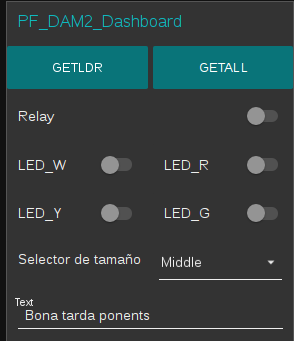 PF_DAM2_Dashboard
GETLDR GETALL
Relay
LED_W LED_R
LED_Y LED_G
Selector de tamaño Middle
Text
Bona tarda ponents